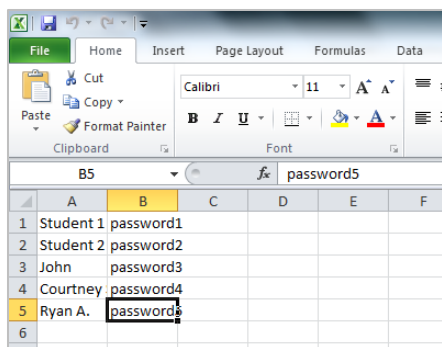 File Home Insert Page Layout Formulas Data
Cut
Copy
Format Painter
Paste
Clipboard
Calibri 11 A A
B I U A
Font
B5 fx password5
A B C D E F
1 Student 1 password1
2 Student 2 password2
3 John password3
4 Courtney password4
5 Ryan A. password5
6